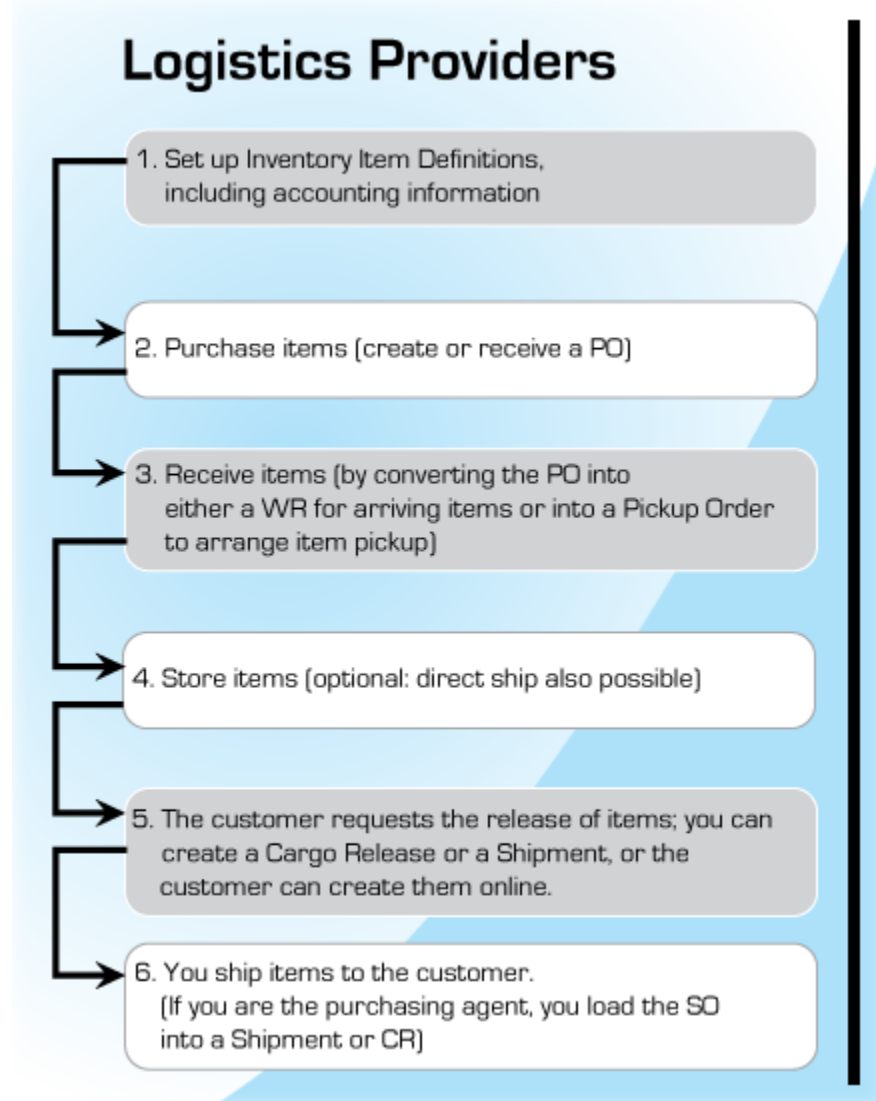 Logistics Providers
1. Set up Inventory Item Definitions,
including accounting information
2. Purchase items (create or receive a PO)
3. Receive items (by converting the PO into
either a WR for arriving items or into a Pickup Order
to arrange item pickup)
4. Store items (optional: direct ship also possible)
5. The customer requests the release of items; you can
create a Cargo Release or a Shipment, or the
customer can create them online.
6. You ship items to the customer.
(If you are the purchasing agent, you load the SO
into a Shipment or CR)